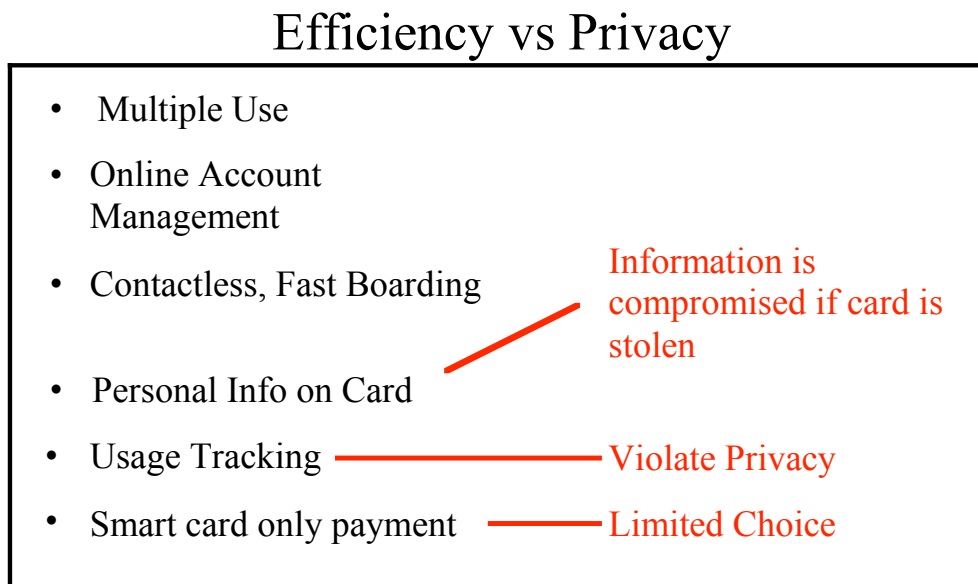 Efficiency vs Privacy
• Multiple Use
• Online Account
Management
• Contactless, Fast Boarding
Information is
compromised if card is
stolen
• Personal Info on Card
• Usage Tracking
Violate Privacy
• Smart card only payment
Limited Choice